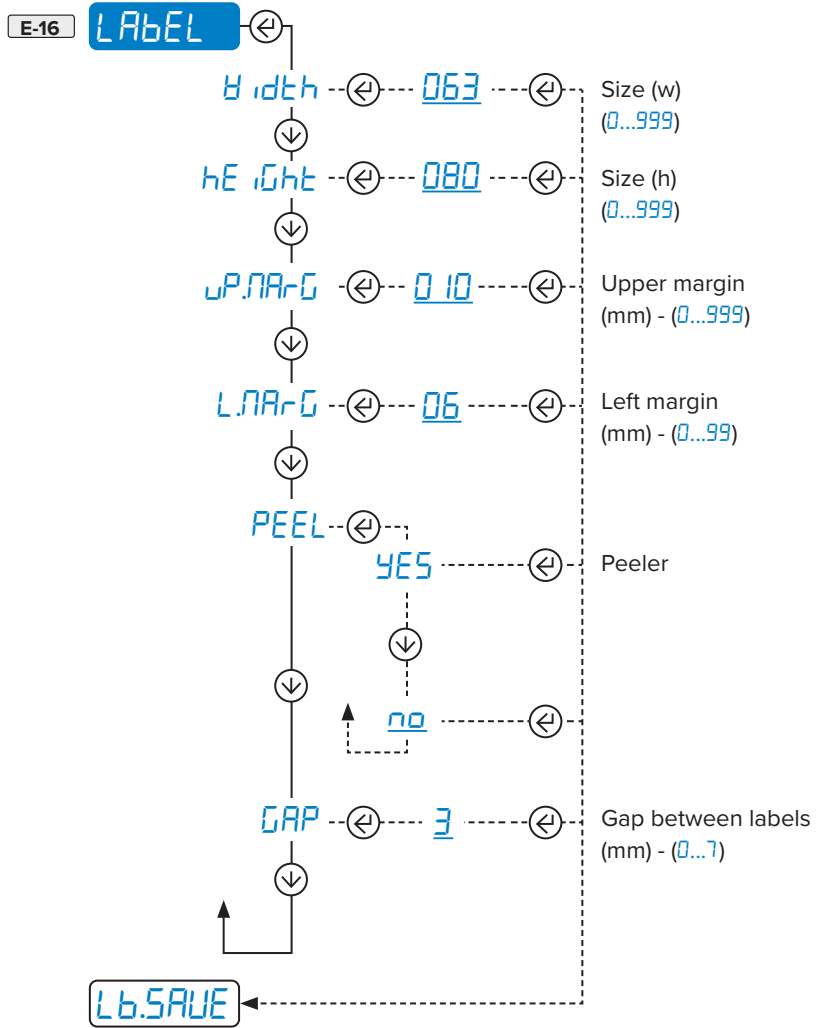 E-16 LAbEL
Width 063 Size (w)
(0...999)
hEiGht 080 Size (h)
(0...999)
uP.MArG 010 Upper margin
(mm) - (0...999)
L.MArG 06 Left margin
(mm) - (0...99)
PEEL
YES Peeler
no
GAP 3 Gap between labels
(mm) - (0...7)
Lb.SAVE